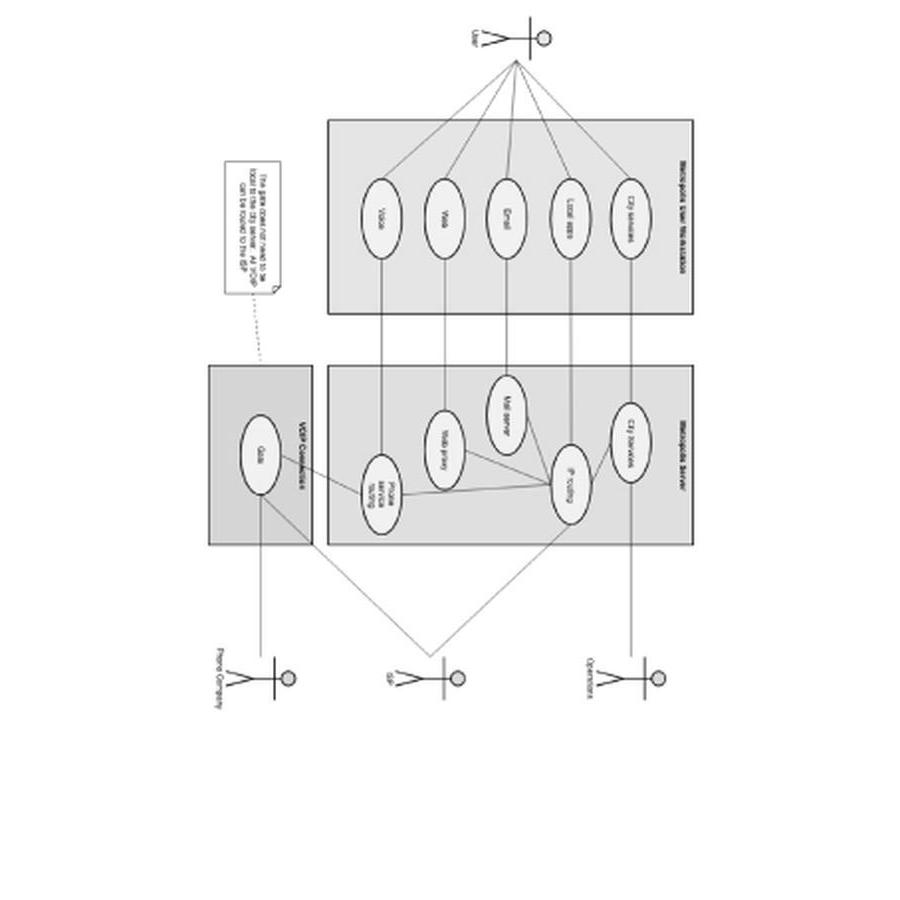 Metropolis User Workstation
Metropolis Server
User
City services
Local apps
Email
Web
Voice
City services
IP routing
Mail server
Web proxy
Phone
service
routing
VOIP Connection
Gate
The gate does not need to be
local to the city server. All VOIP
can be routed to the ISP
Operations
ISP
Phone Company